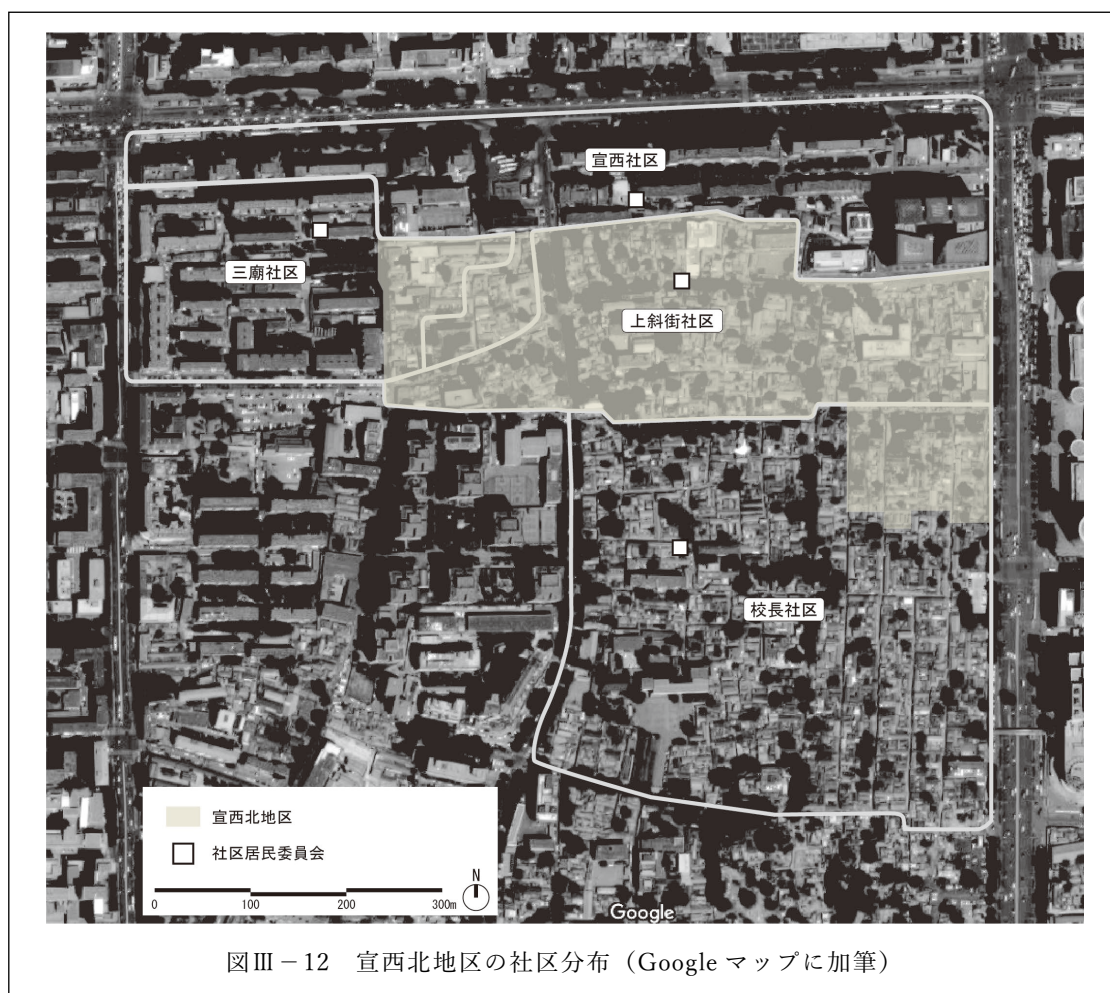 宣西社区
三廟社区
上斜街社区
校長社区
宣西北地区
社区居民委員会
N
0 100 200 300m
Google
図Ⅲ－12　宣西北地区の社区分布（Google マップに加筆）